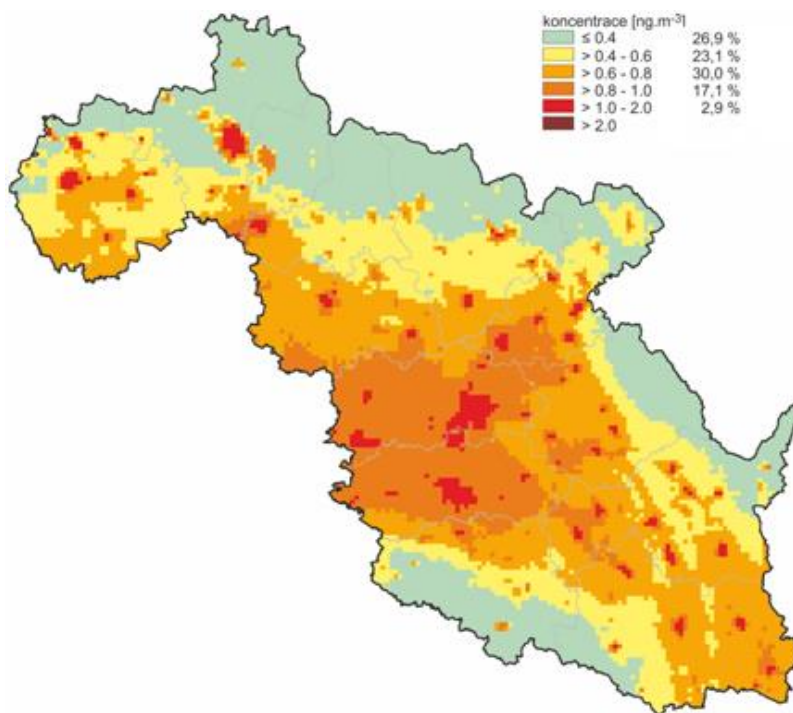 koncentrace [ng.m-3]
≤ 0.4 26,9 %
> 0.4 - 0.6 23,1 %
> 0.6 - 0.8 30,0 %
> 0.8 - 1.0 17,1 %
> 1.0 - 2.0 2,9 %
> 2.0